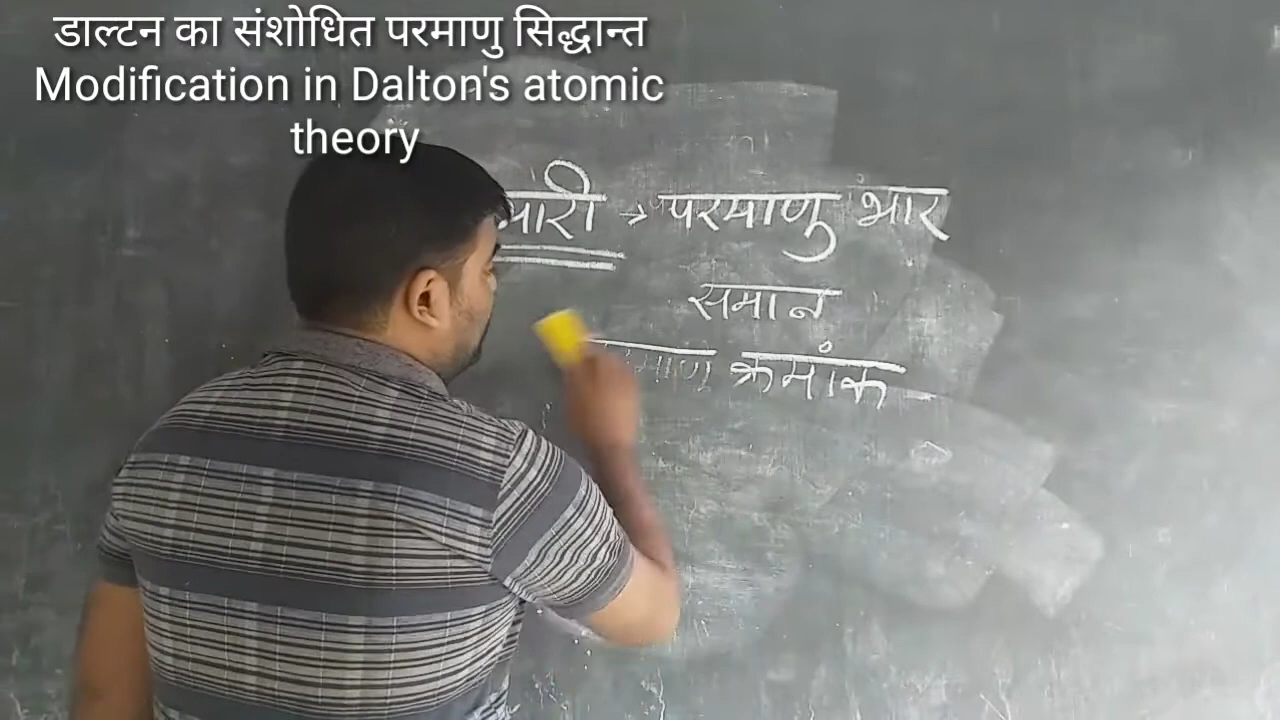 डाल्टन का संशोधित परमाणु सिद्धान्त
Modification in Dalton's atomic
theory
→ परमाणु भार
समान
क्रमांक